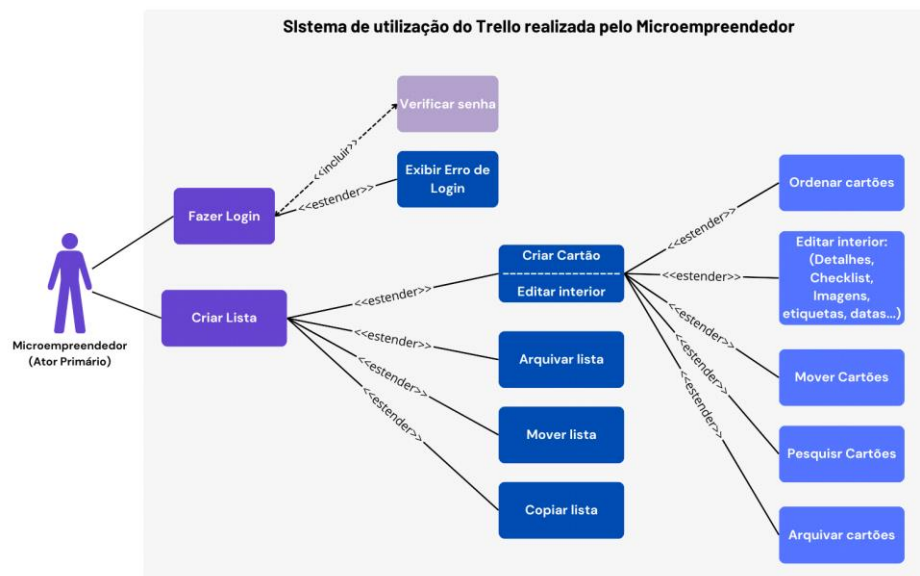 SIstema de utilização do Trello realizada pelo Microempreendedor
Verificar senha
<<incluir>>
Exibir Erro de
Login
<<estender>>
Fazer Login
Microempreendedor
(Ator Primário)
Criar Lista
<<estender>>
<<estender>>
<<estender>>
<<estender>>
Criar Cartão
-----------------
Editar interior
Arquivar lista
Mover lista
Copiar lista
<<estender>>
<<estender>>
<<estender>>
<<estender>>
<<estender>>
Ordenar cartões
Editar interior:
(Detalhes,
Checklist,
Imagens,
etiquetas, datas...)
Mover Cartões
Pesquisr Cartões
Arquivar cartões